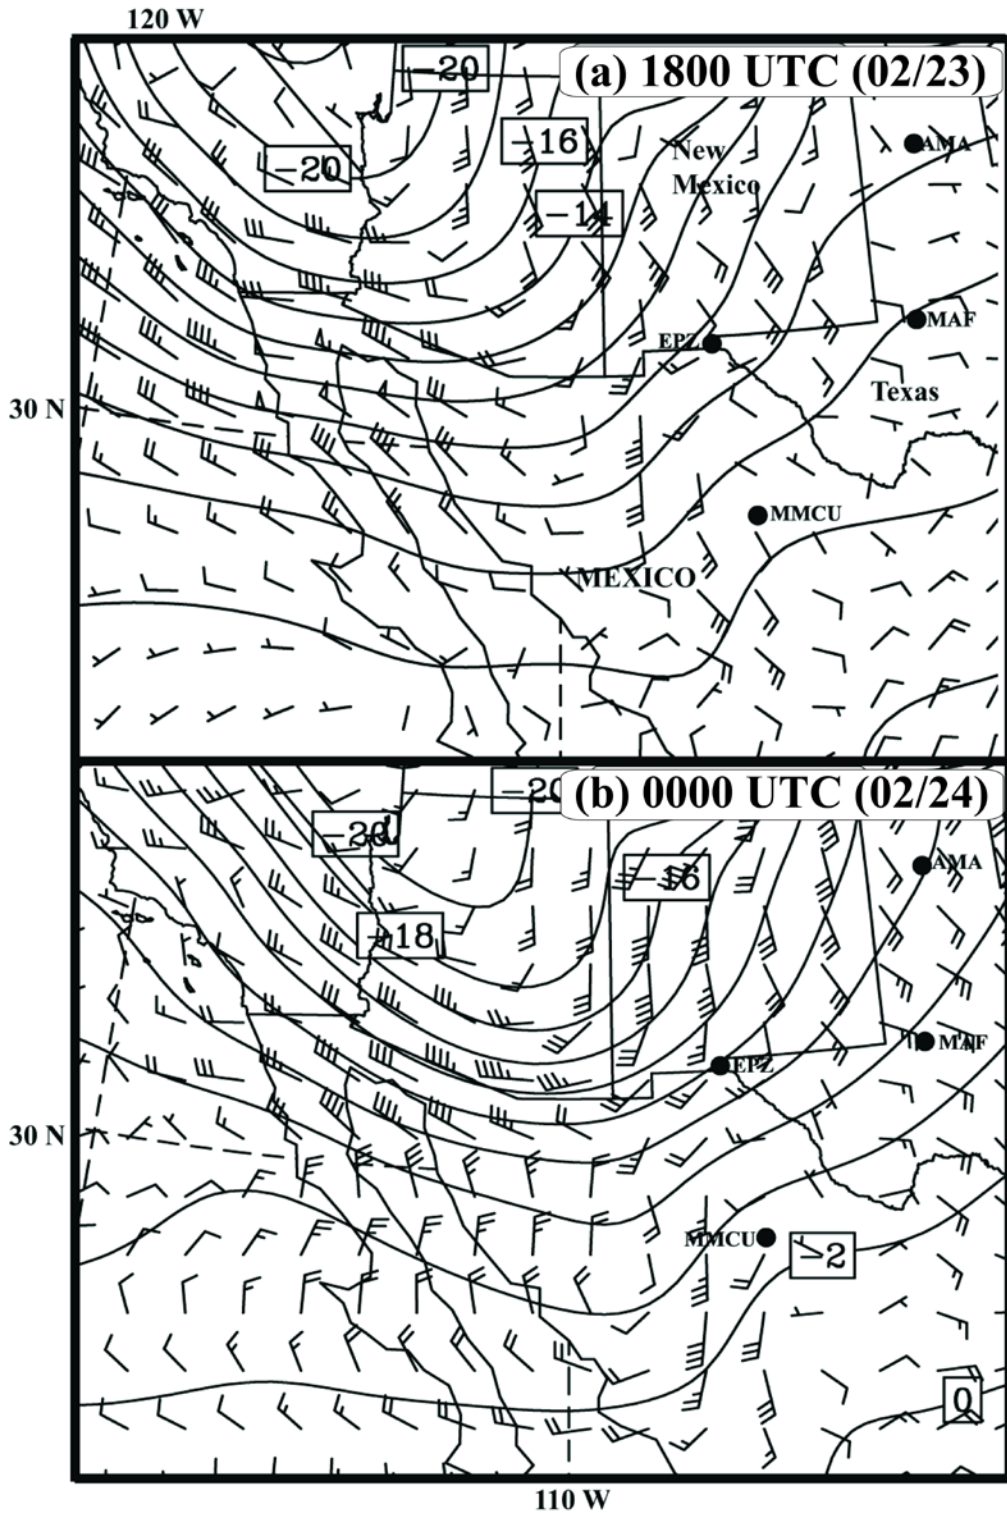 120 W
-20
(a) 1800 UTC (02/23)
-16
AMA
New
Mexico
-20
-14
MAF
EPZ
Texas
30 N
MMCU
MEXICO
-20
(b) 0000 UTC (02/24)
-20
AMA
-16
-18
MAF
EPZ
30 N
MMCU
-2
0
110 W